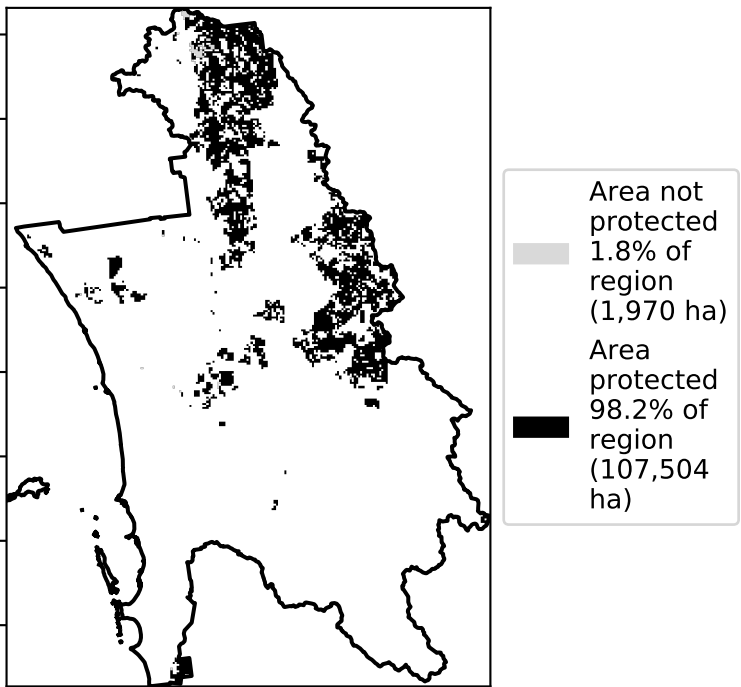 Area not
protected
1.8% of
region
(1,970 ha)
Area
protected
98.2% of
region
(107,504
ha)